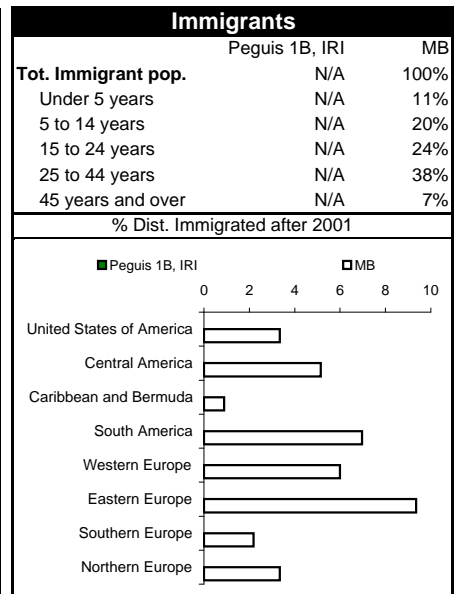 Immigrants
Peguis 1B, IRI MB
Tot. Immigrant pop. N/A 100%
Under 5 years N/A 11%
5 to 14 years N/A 20%
15 to 24 years N/A 24%
25 to 44 years N/A 38%
45 years and over N/A 7%
% Dist. Immigrated after 2001
Peguis 1B, IRI MB
0 2 4 6 8 10
United States of America
Central America
Caribbean and Bermuda
South America
Western Europe
Eastern Europe
Southern Europe
Northern Europe